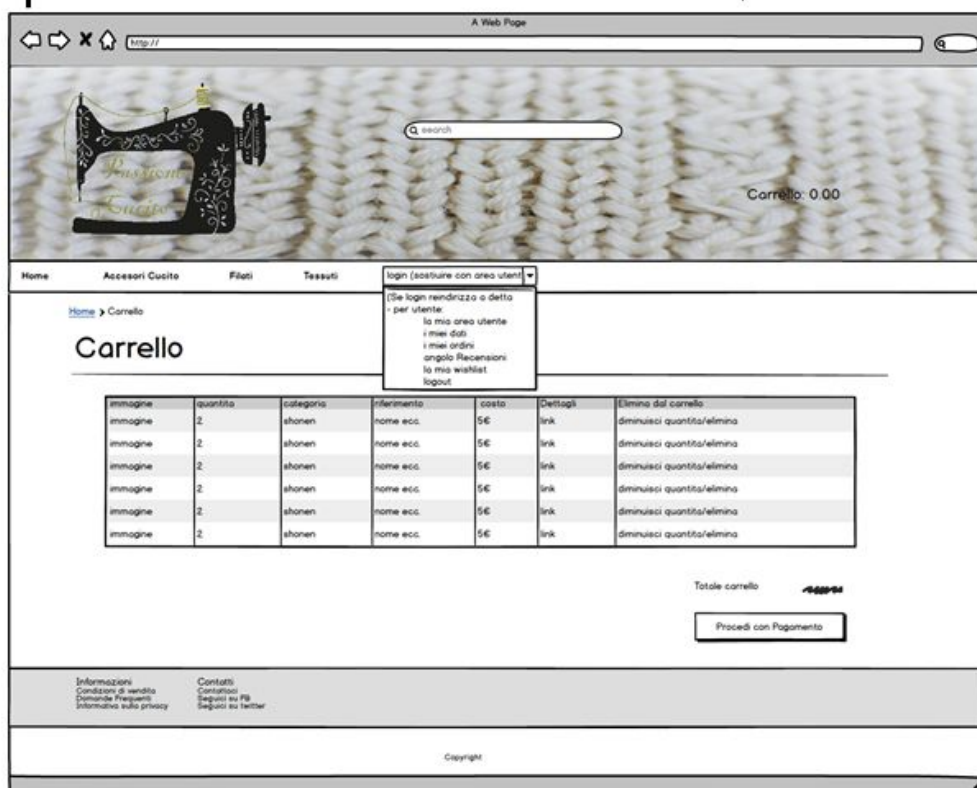 A Web Page
http://
search
Passione
Cucito
Carrello: 0.00
Home Accesori Cucito Filati Tessuti login (sostiuire con area utent
(Se login reindirizza a detta
- per utente:
la mia area utente
i miei dati
i miei ordini
angolo Recensioni
la mia wishlist
logout
Home > Carrello
Carrello
immagine quantita categoria riferimento costo Dettagli Elimina dal carrello
immagine 2 shonen nome ecc. 5€ link diminuisci quantita/elimina
immagine 2 shonen nome ecc. 5€ link diminuisci quantita/elimina
immagine 2 shonen nome ecc. 5€ link diminuisci quantita/elimina
immagine 2 shonen nome ecc. 5€ link diminuisci quantita/elimina
immagine 2 shonen nome ecc. 5€ link diminuisci quantita/elimina
immagine 2 shonen nome ecc. 5€ link diminuisci quantita/elimina
Totale carrello
Procedi con Pagamento
Informazioni
Condizioni di vendita
Domande Frequenti
Informativa sulla privacy
Contatti
Contattaci
Seguici su FB
Seguici su twitter
Copyright